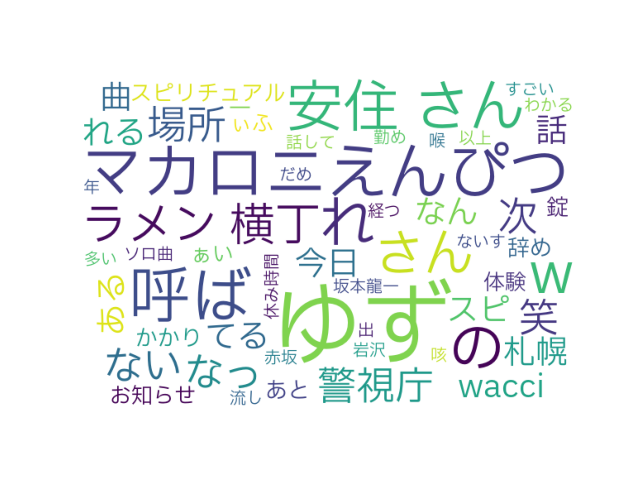 曲 スピリチュアル 安住 さん すごい
わかる
れる 場所 ー ぃふ 話して 勤め 喉 以上 話
マカロニえんぴつ
年 だめ
ラメン 横丁 れ 経つ なん 次 錠
多い ソロ曲 ぁぃ 今日 さん ないす 辞め
ある 呼ば 休み時間 ゆず 坂本龍一 体験 w
スピ 笑
かかり てる 出 の
ない なっ 赤坂 岩沢 咳 札幌
お知らせ 流し あと 警視庁 wacci